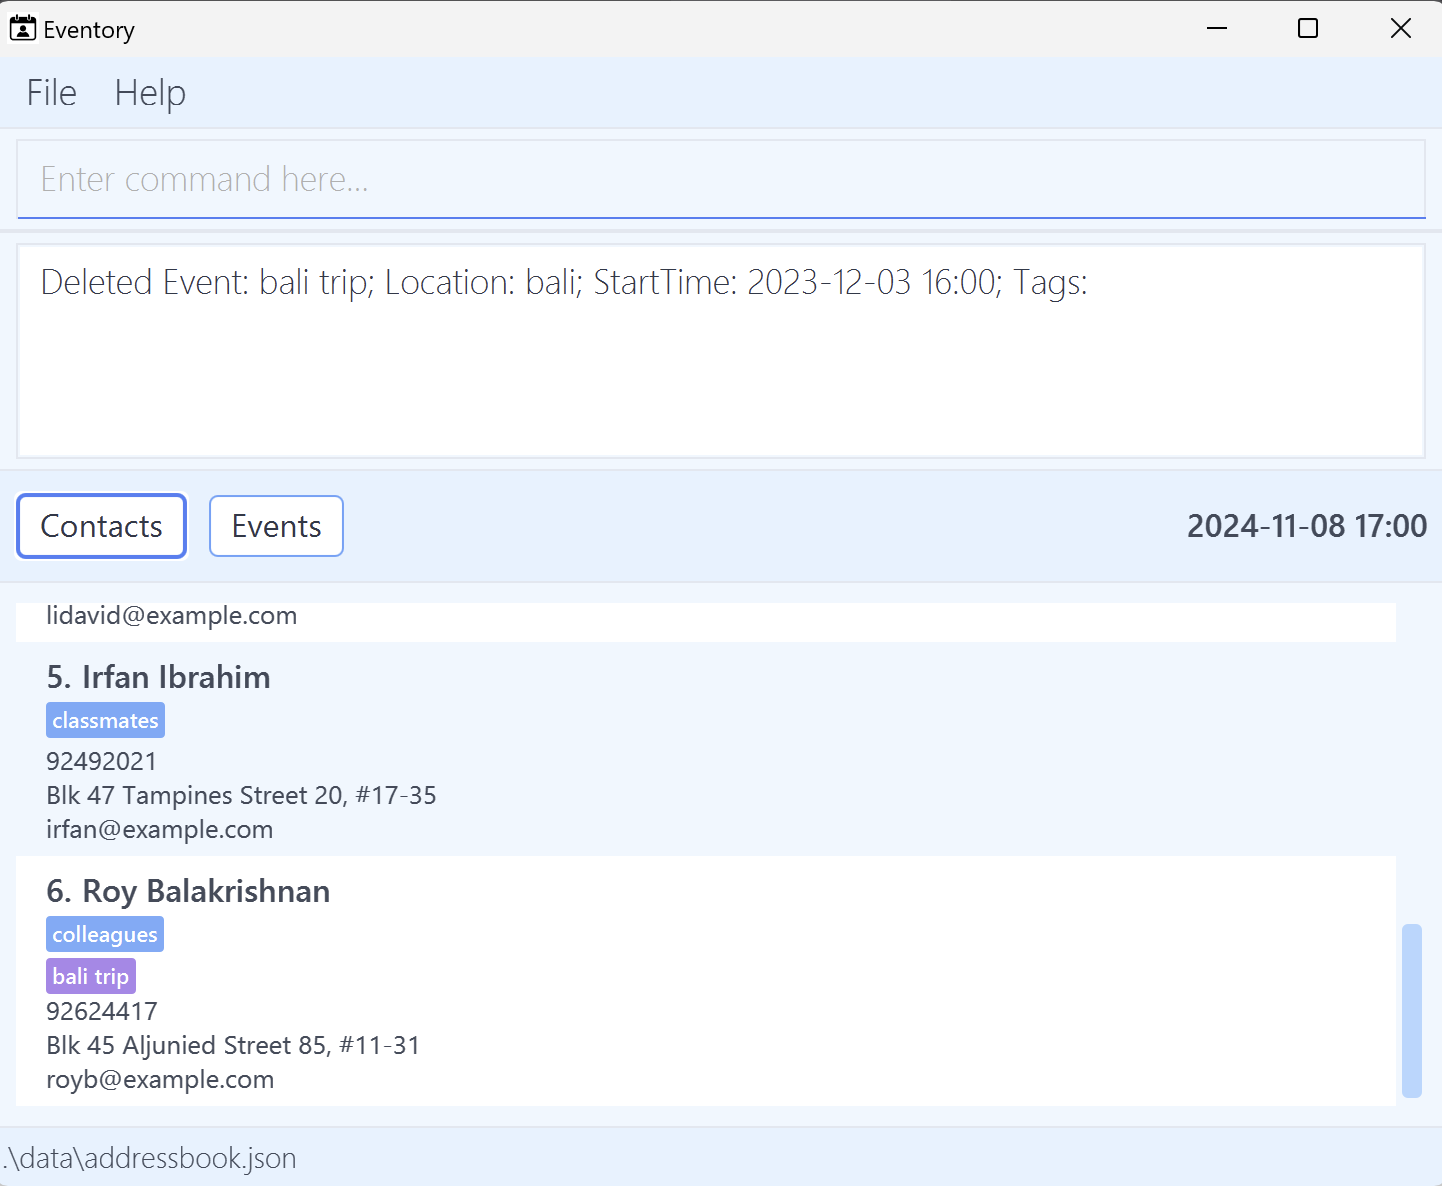 Eventory
File Help
Enter command here...
Deleted Event: bali trip; Location: bali; StartTime: 2023-12-03 16:00; Tags:
Contacts Events 2024-11-08 17:00
lidavid@example.com
5. Irfan Ibrahim
classmates
92492021
Blk 47 Tampines Street 20, #17-35
irfan@example.com
6. Roy Balakrishnan
colleagues
bali trip
92624417
Blk 45 Aljunied Street 85, #11-31
royb@example.com
.\data\addressbook.json